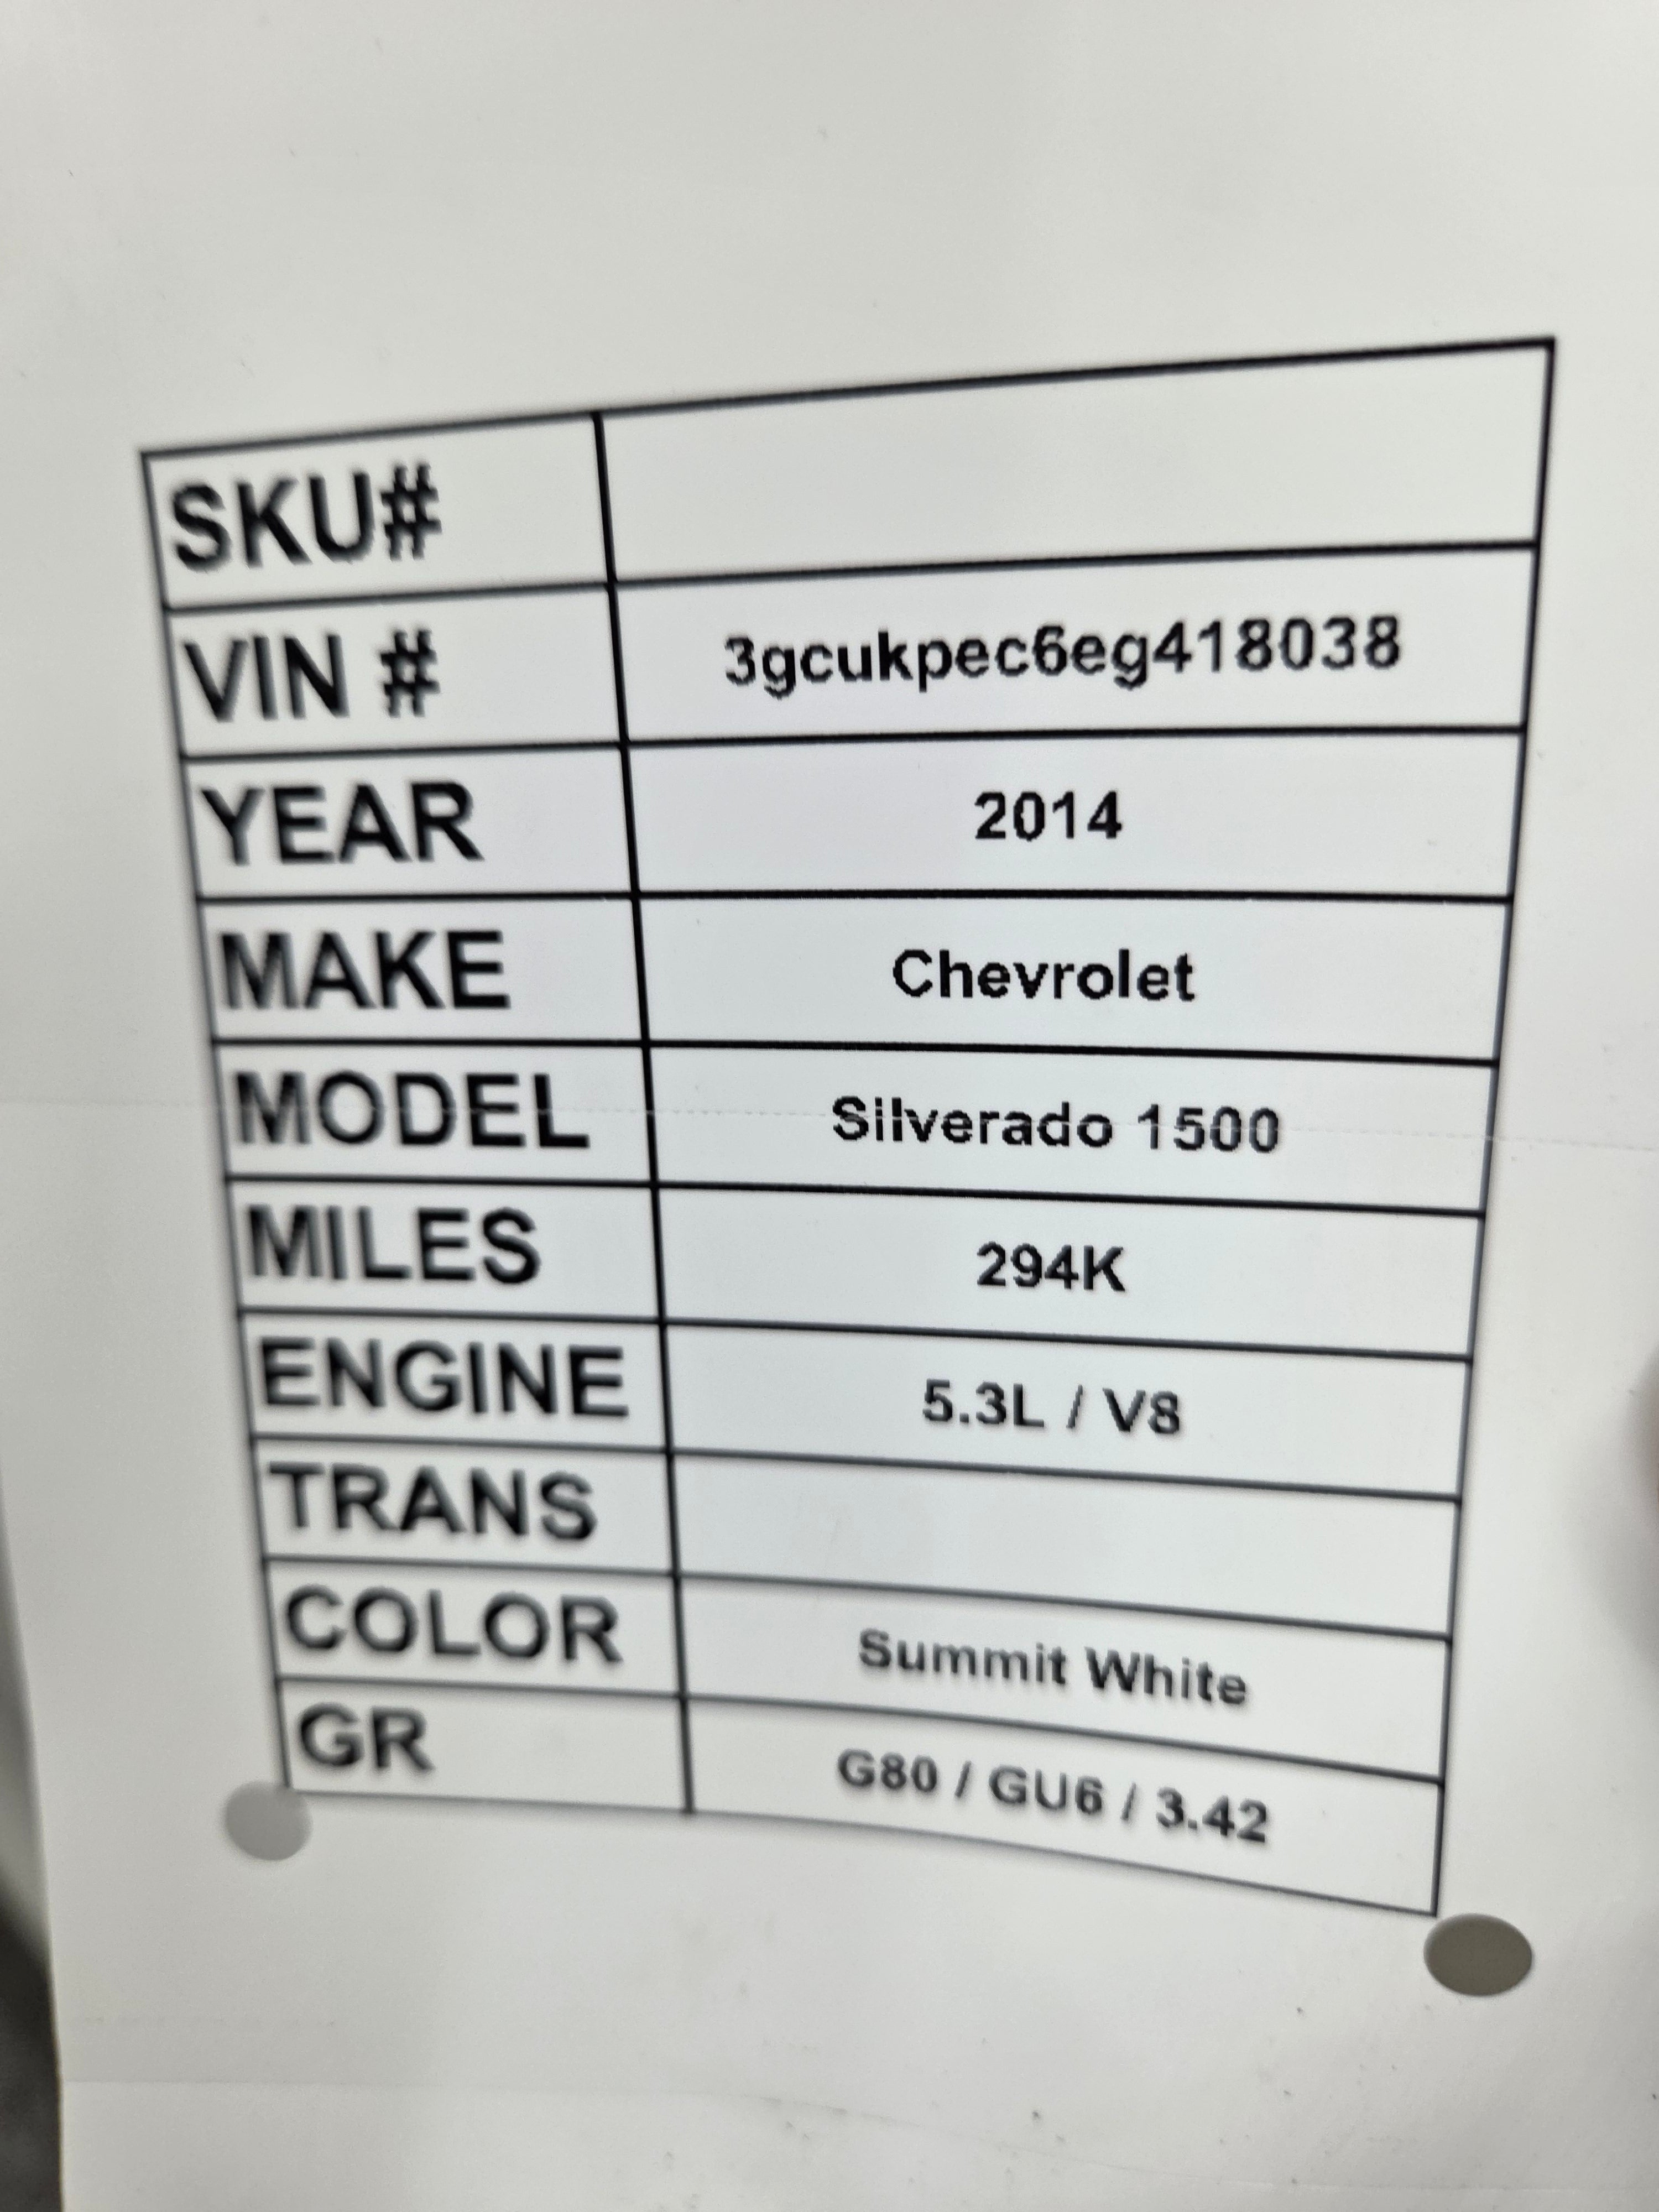 SKU#
VIN # 3gcukpec6eg418038
YEAR 2014
MAKE Chevrolet
MODEL Silverado 1500
MILES 294K
ENGINE 5.3L / V8
TRANS
COLOR Summit White
GR G80 / GU6 / 3.42